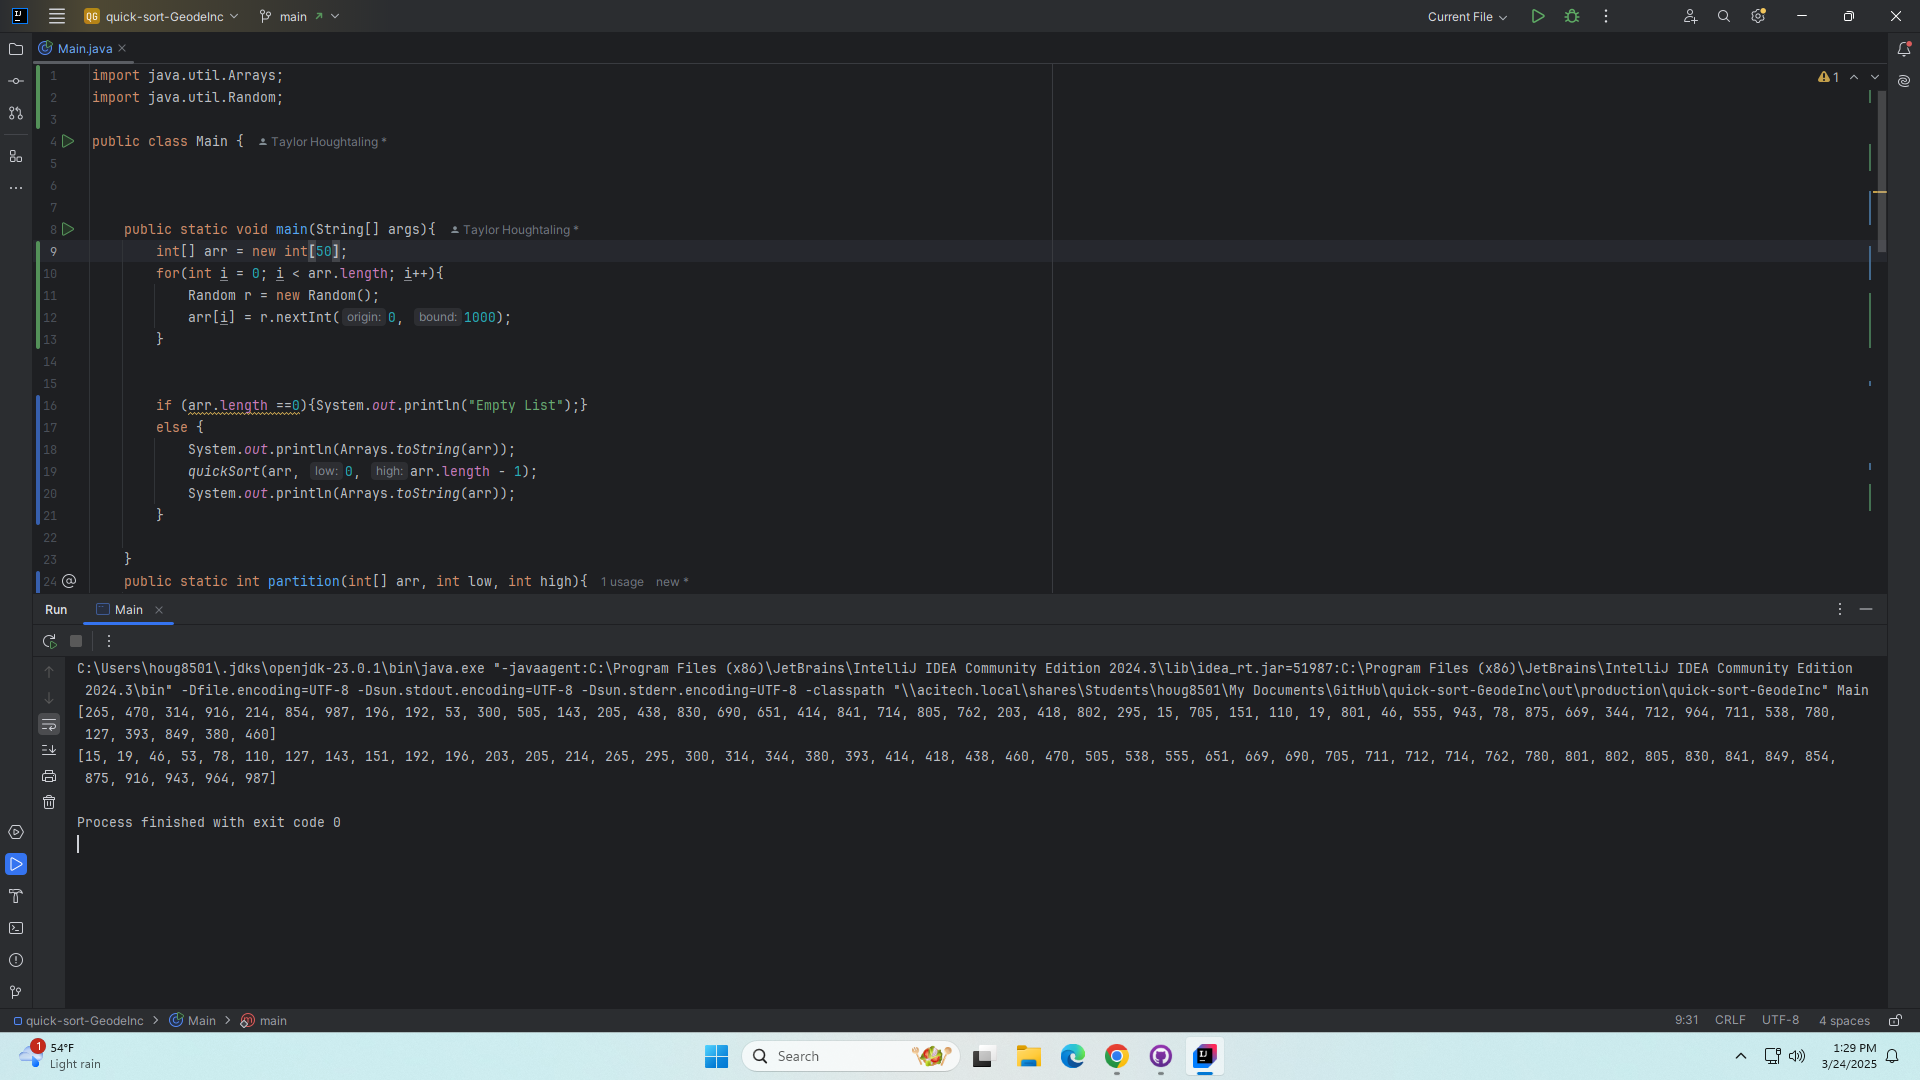 QG quick-sort-GeodeInc main Current File
Main.java
1
1 import java.util.Arrays;
2 import java.util.Random;
3
4 public class Main { Taylor Houghtaling *
5
6
7
8 public static void main(String[] args){ Taylor Houghtaling *
9 int[] arr = new int[50];
10 for(int i = 0; i < arr.length; i++){
11 Random r = new Random();
12 arr[i] = r.nextInt( origin: 0, bound: 1000);
13 }
14
15
16 if (arr.length ==0){System.out.println("Empty List");}
17 else {
18 System.out.println(Arrays.toString(arr));
19 quickSort(arr, low: 0, high: arr.length - 1);
20 System.out.println(Arrays.toString(arr));
21 }
22
23 }
24 public static int partition(int[] arr, int low, int high){ 1 usage new *
Run Main
C:\Users\houg8501\.jdks\openjdk-23.0.1\bin\java.exe "-javaagent:C:\Program Files (x86)\JetBrains\IntelliJ IDEA Community Edition 2024.3\lib\idea_rt.jar=51987:C:\Program Files (x86)\JetBrains\IntelliJ IDEA Community Edition
2024.3\bin" -Dfile.encoding=UTF-8 -Dsun.stdout.encoding=UTF-8 -Dsun.stderr.encoding=UTF-8 -classpath "\\acitech.local\shares\Students\houg8501\My Documents\GitHub\quick-sort-GeodeInc\out\production\quick-sort-GeodeInc" Main
[265, 470, 314, 916, 214, 854, 987, 196, 192, 53, 300, 505, 143, 205, 438, 830, 690, 651, 414, 841, 714, 805, 762, 203, 418, 802, 295, 15, 705, 151, 110, 19, 801, 46, 555, 943, 78, 875, 669, 344, 712, 964, 711, 538, 780,
127, 393, 849, 380, 460]
[15, 19, 46, 53, 78, 110, 127, 143, 151, 192, 196, 203, 205, 214, 265, 295, 300, 314, 344, 380, 393, 414, 418, 438, 460, 470, 505, 538, 555, 651, 669, 690, 705, 711, 712, 714, 762, 780, 801, 802, 805, 830, 841, 849, 854,
875, 916, 943, 964, 987]
Process finished with exit code 0
quick-sort-GeodeInc > Main > main 9:31 CRLF UTF-8 4 spaces
1
54°F
Light rain
Search
1:29 PM
3/24/2025